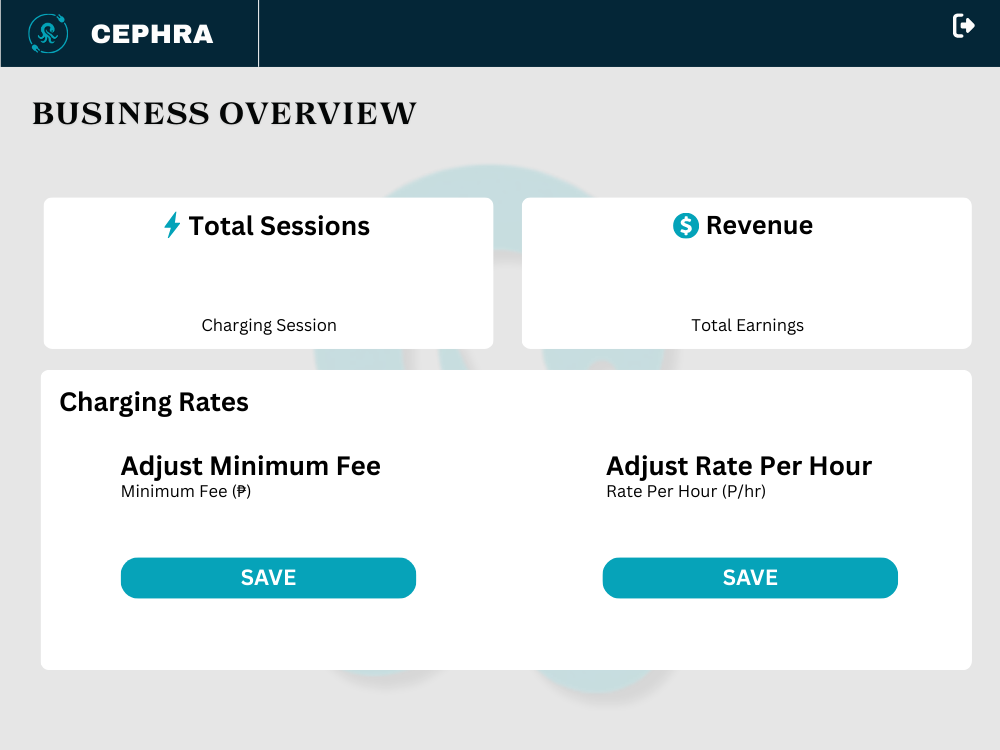 CEPHRA
BUSINESS OVERVIEW
Total Sessions
Charging Session
$ Revenue
Total Earnings
Charging Rates
Adjust Minimum Fee
Minimum Fee (₱)
SAVE
Adjust Rate Per Hour
Rate Per Hour (P/hr)
SAVE